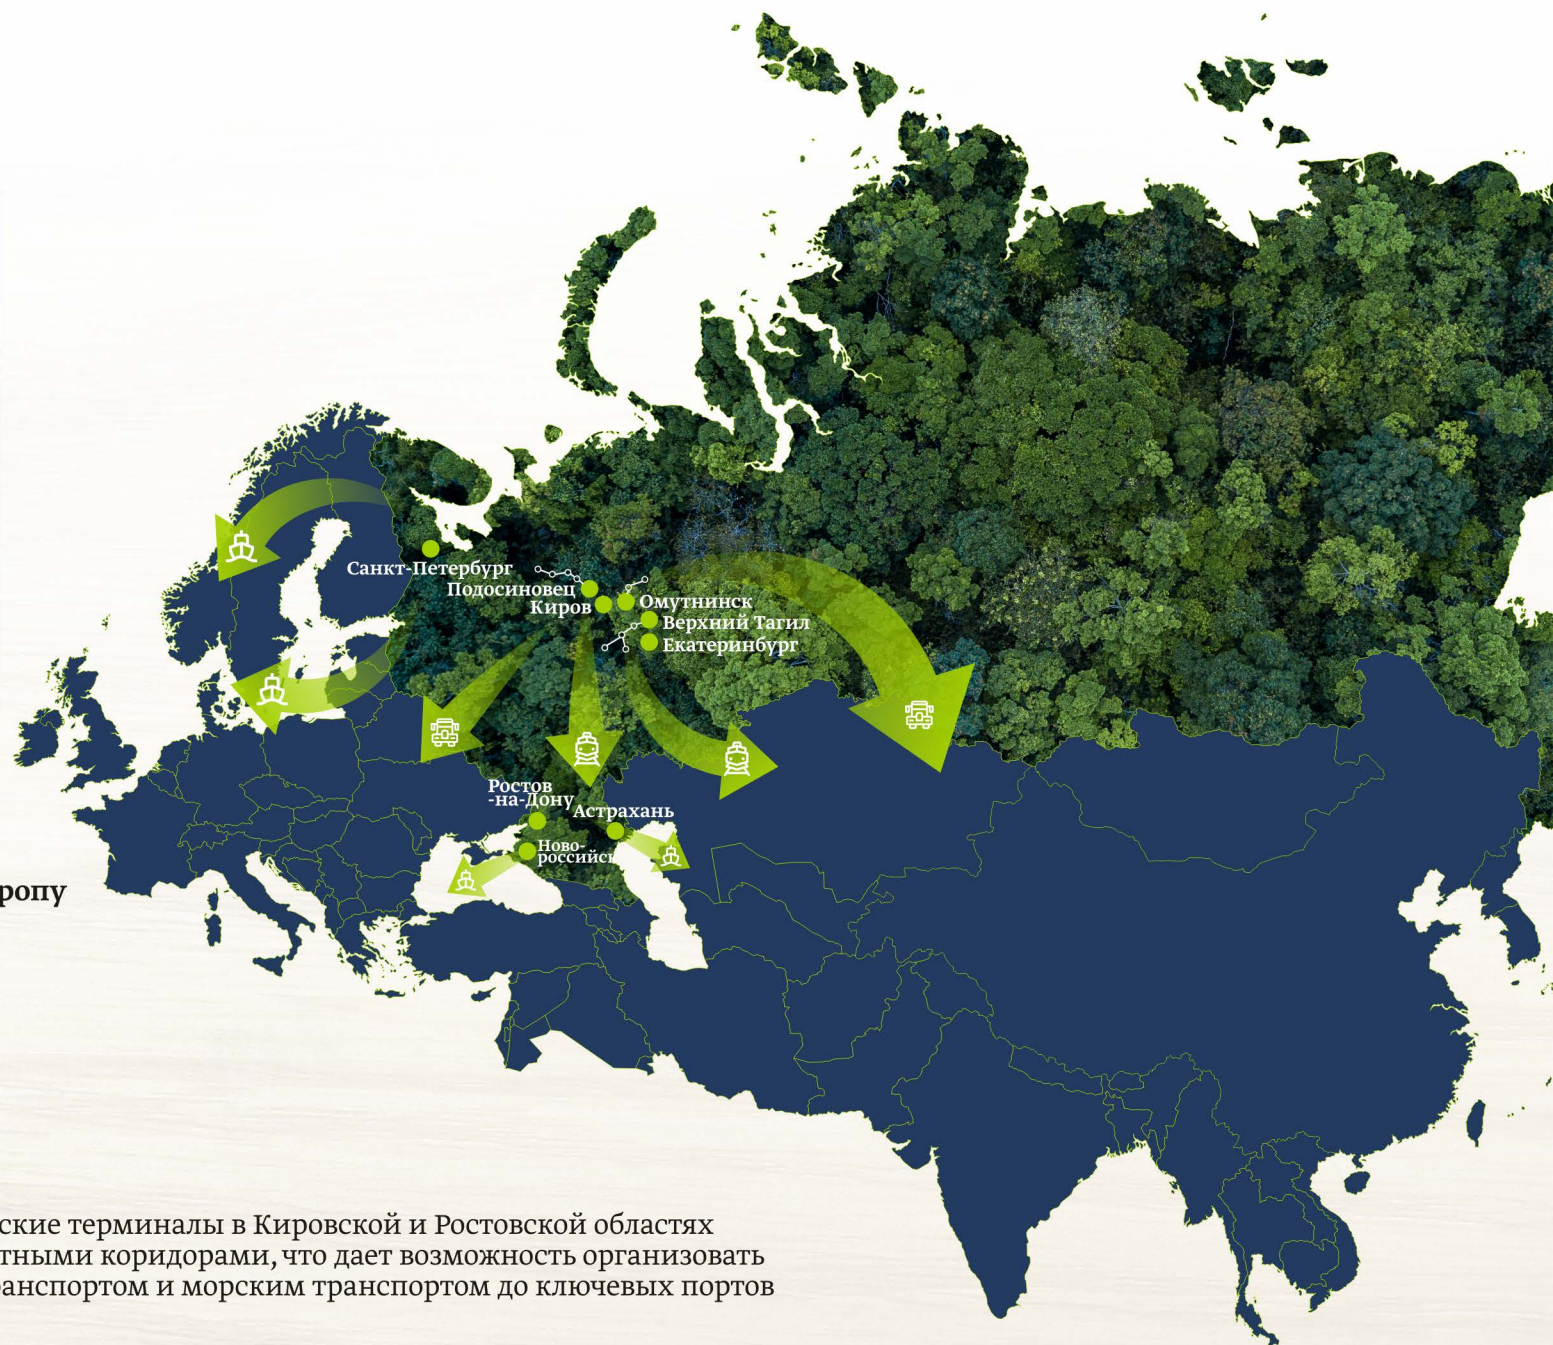 Санкт-Петербург
Подосиновец
Киров
Омутнинск
Верхний Тагил
Екатеринбург
Ростов
-на-Дону
Астрахань
Ново-
российск
ропу
ские терминалы в Кировской и Ростовской областях
тными коридорами, что дает возможность организовать
ранспортом и морским транспортом до ключевых портов